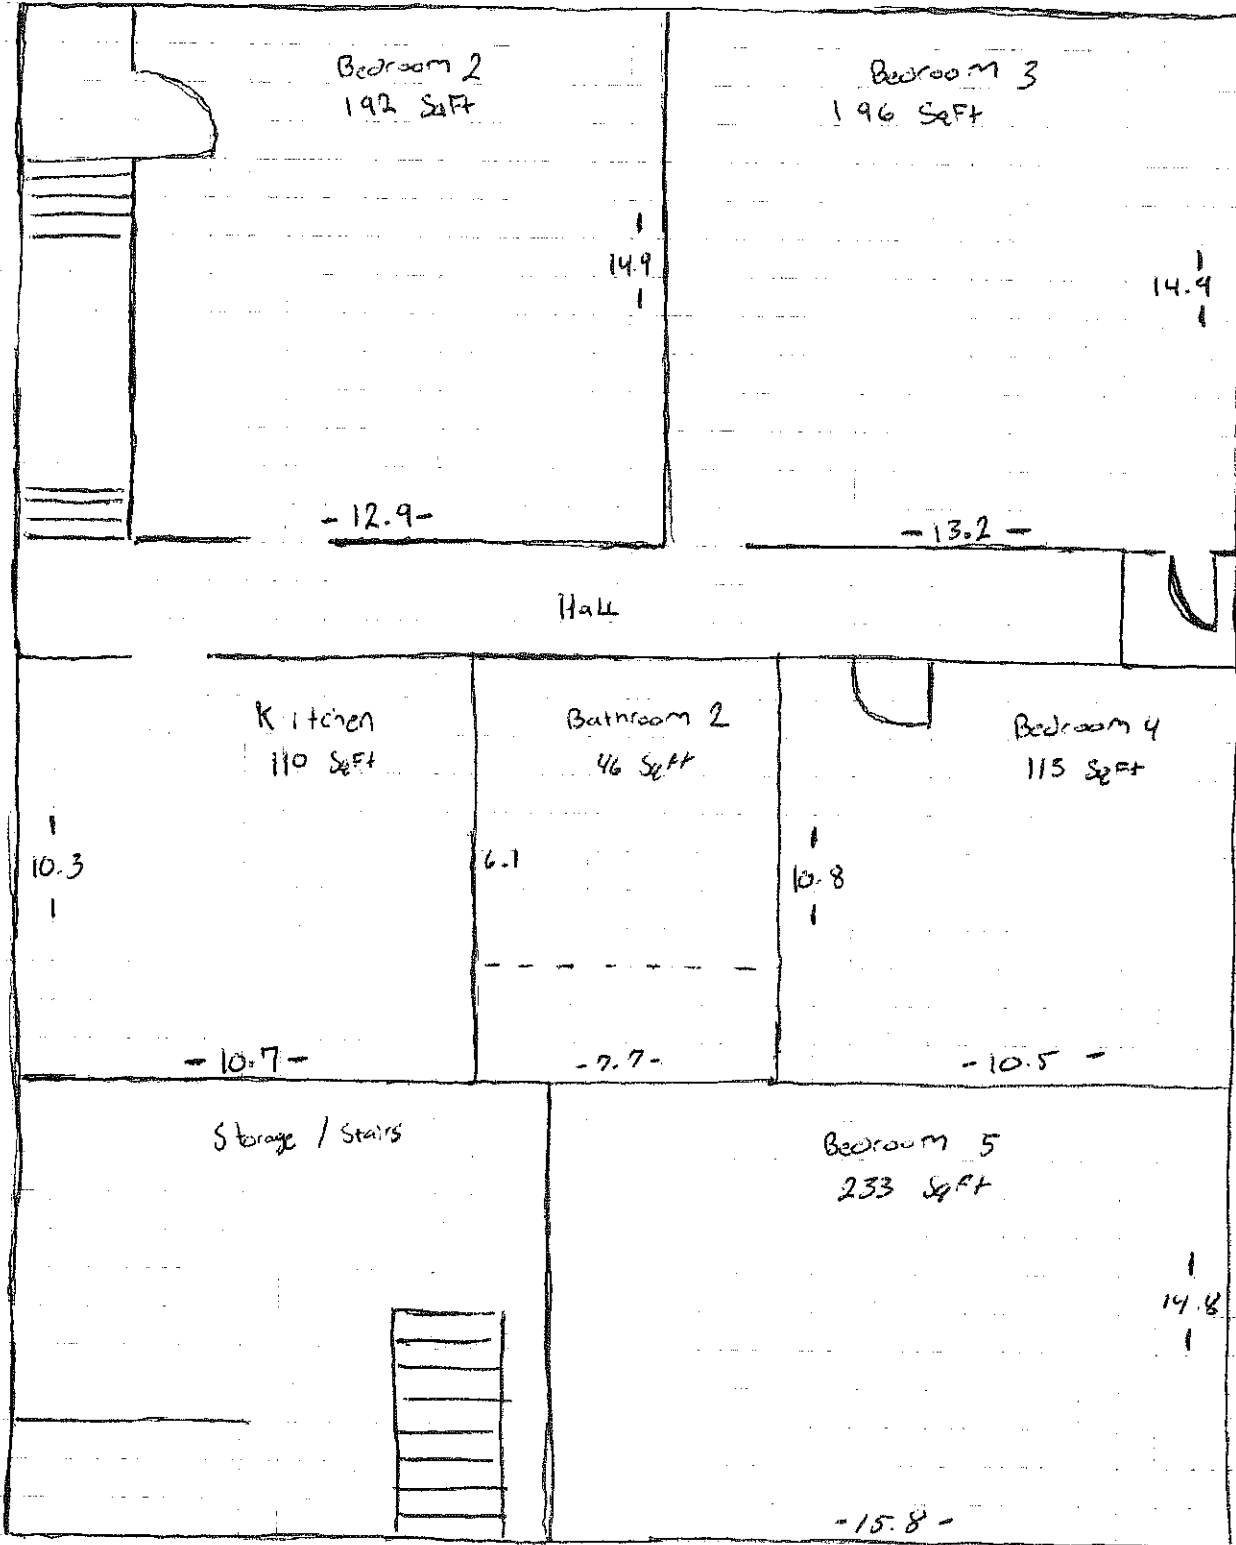 Bedroom 2
192 SqFt
Bedroom 3
196 SqFt
14.9
14.9
- 12.9 -
- 13.2 -
Hall
Kitchen
110 SqFt
Bathroom 2
46 SqFt
Bedroom 4
115 SqFt
10.3
6.1
10.8
- 10.7 -
- 7.7 -
- 10.5 -
Storage / Stairs
Bedroom 5
233 SqFt
14.8
- 15.8 -